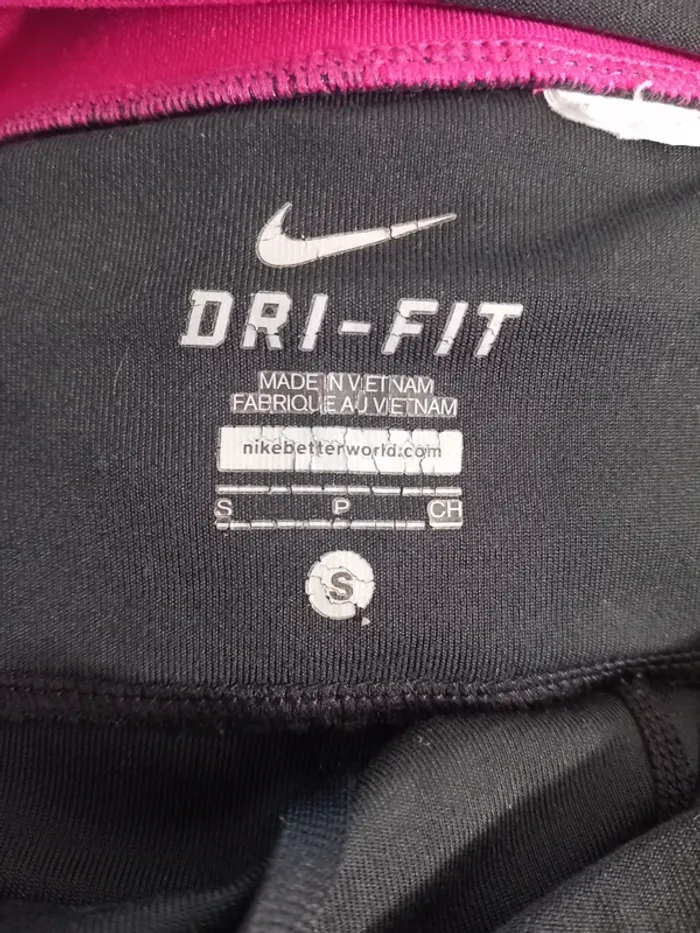 DRI-FIT
MADE IN VIETNAM
FABRIQUE AU VIETNAM
nikebetterworld.com
S P CH
S